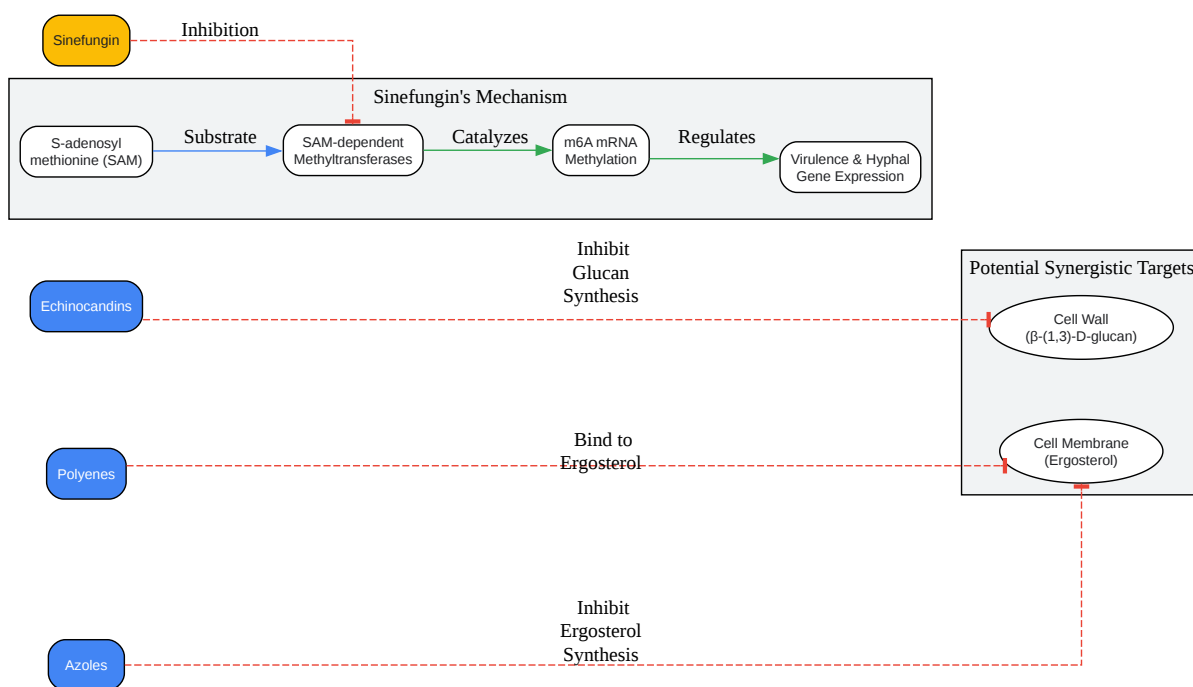 Sinefungin
Inhibition
Sinefungin's Mechanism
S-adenosyl
methionine (SAM)
Substrate
SAM-dependent
Methyltransferases
Catalyzes
m6A mRNA
Methylation
Regulates
Virulence & Hyphal
Gene Expression
Echinocandins
Inhibit
Glucan
Synthesis
Potential Synergistic Targets
Cell Wall
(β-(1,3)-D-glucan)
Polyenes
Bind to
Ergosterol
Cell Membrane
(Ergosterol)
Azoles
Inhibit
Ergosterol
Synthesis